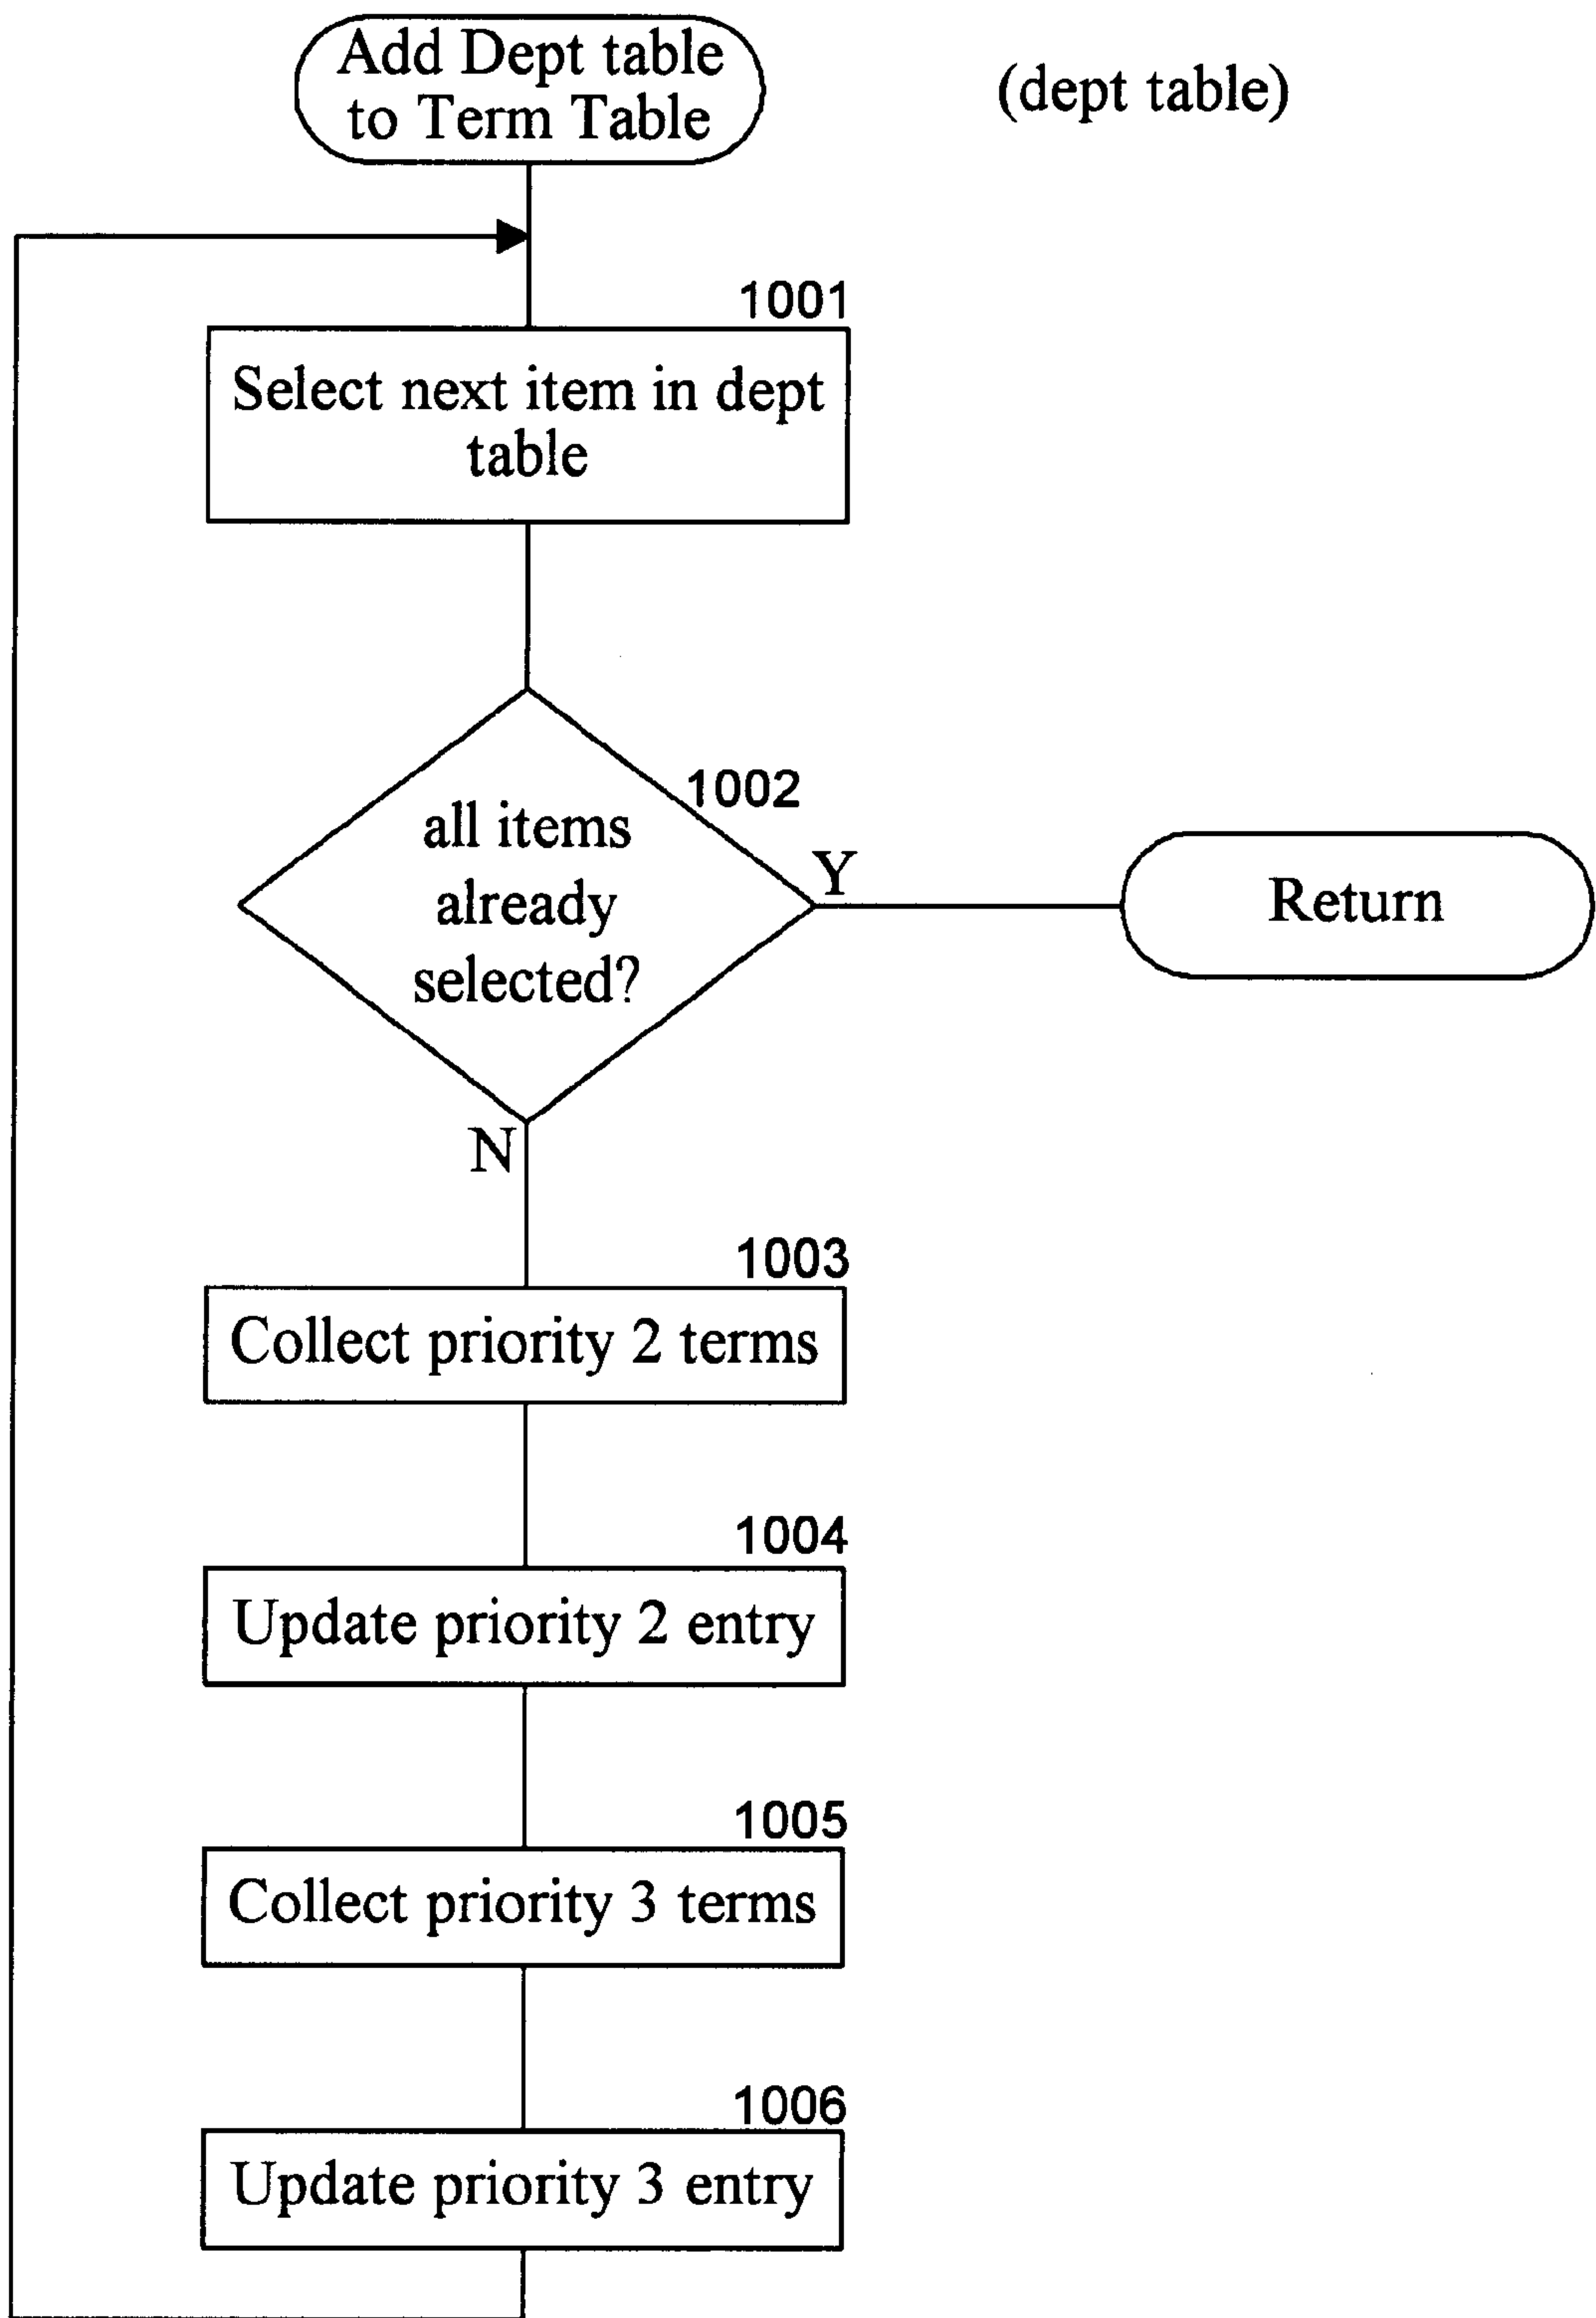 Add Dept table
to Term Table
(dept table)
1001
Select next item in dept
table
1002
all items
already
selected?
Y
Return
N
1003
Collect priority 2 terms
1004
Update priority 2 entry
1005
Collect priority 3 terms
1006
Update priority 3 entry